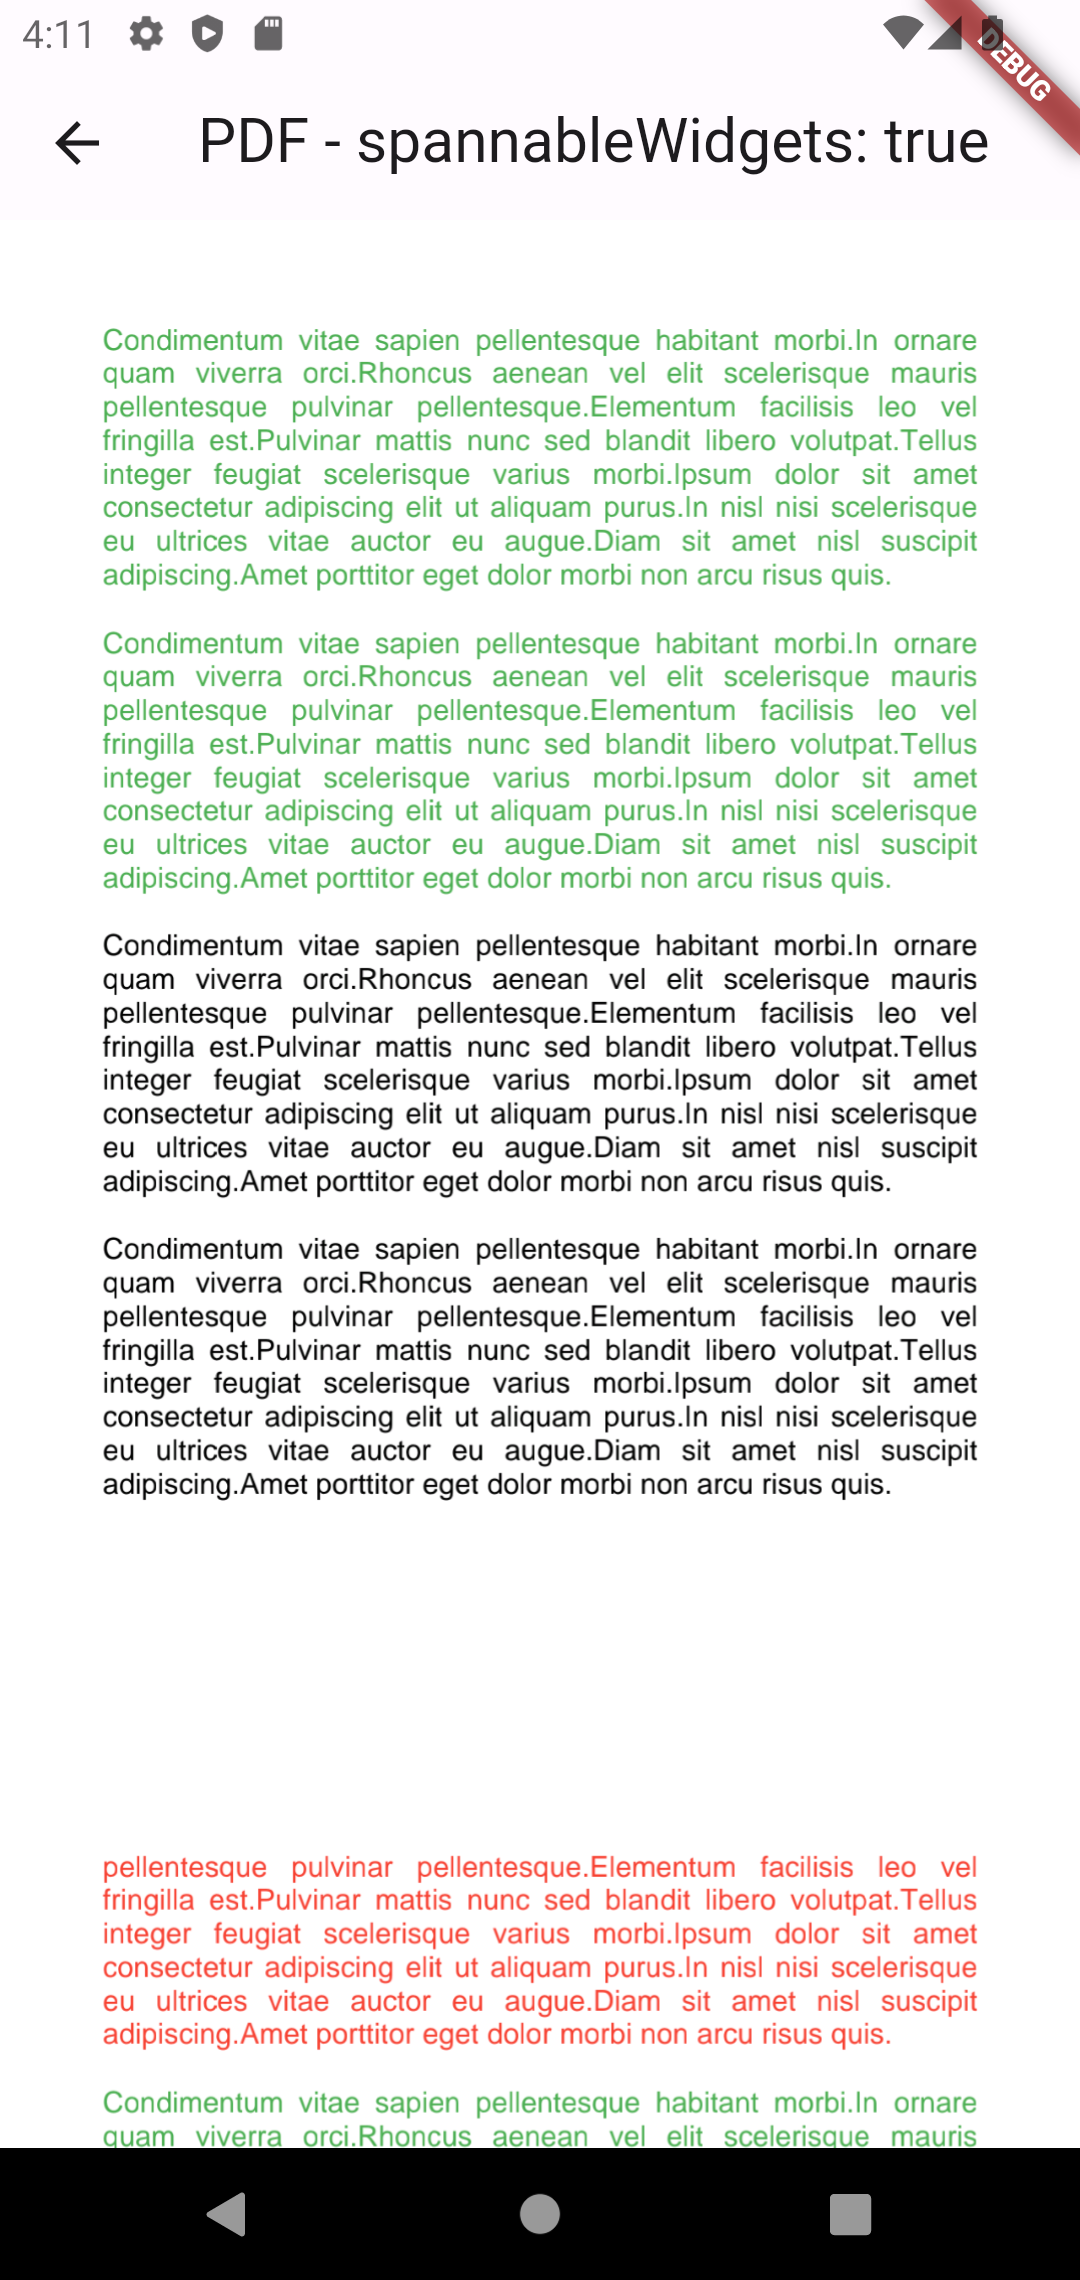 4:11
DEBUG
PDF - spannableWidgets: true
Condimentum vitae sapien pellentesque habitant morbi.In ornare
quam viverra orci.Rhoncus aenean vel elit scelerisque mauris
pellentesque pulvinar pellentesque.Elementum facilisis leo vel
fringilla est.Pulvinar mattis nunc sed blandit libero volutpat.Tellus
integer feugiat scelerisque varius morbi.Ipsum dolor sit amet
consectetur adipiscing elit ut aliquam purus.In nisl nisi scelerisque
eu ultrices vitae auctor eu augue.Diam sit amet nisl suscipit
adipiscing.Amet porttitor eget dolor morbi non arcu risus quis.
Condimentum vitae sapien pellentesque habitant morbi.In ornare
quam viverra orci.Rhoncus aenean vel elit scelerisque mauris
pellentesque pulvinar pellentesque.Elementum facilisis leo vel
fringilla est.Pulvinar mattis nunc sed blandit libero volutpat.Tellus
integer feugiat scelerisque varius morbi.Ipsum dolor sit amet
consectetur adipiscing elit ut aliquam purus.In nisl nisi scelerisque
eu ultrices vitae auctor eu augue.Diam sit amet nisl suscipit
adipiscing.Amet porttitor eget dolor morbi non arcu risus quis.
Condimentum vitae sapien pellentesque habitant morbi.In ornare
quam viverra orci.Rhoncus aenean vel elit scelerisque mauris
pellentesque pulvinar pellentesque.Elementum facilisis leo vel
fringilla est.Pulvinar mattis nunc sed blandit libero volutpat.Tellus
integer feugiat scelerisque varius morbi.Ipsum dolor sit amet
consectetur adipiscing elit ut aliquam purus.In nisl nisi scelerisque
eu ultrices vitae auctor eu augue.Diam sit amet nisl suscipit
adipiscing.Amet porttitor eget dolor morbi non arcu risus quis.
Condimentum vitae sapien pellentesque habitant morbi.In ornare
quam viverra orci.Rhoncus aenean vel elit scelerisque mauris
pellentesque pulvinar pellentesque.Elementum facilisis leo vel
fringilla est.Pulvinar mattis nunc sed blandit libero volutpat.Tellus
integer feugiat scelerisque varius morbi.Ipsum dolor sit amet
consectetur adipiscing elit ut aliquam purus.In nisl nisi scelerisque
eu ultrices vitae auctor eu augue.Diam sit amet nisl suscipit
adipiscing.Amet porttitor eget dolor morbi non arcu risus quis.
pellentesque pulvinar pellentesque.Elementum facilisis leo vel
fringilla est.Pulvinar mattis nunc sed blandit libero volutpat.Tellus
integer feugiat scelerisque varius morbi.Ipsum dolor sit amet
consectetur adipiscing elit ut aliquam purus.In nisl nisi scelerisque
eu ultrices vitae auctor eu augue.Diam sit amet nisl suscipit
adipiscing.Amet porttitor eget dolor morbi non arcu risus quis.
Condimentum vitae sapien pellentesque habitant morbi.In ornare
quam viverra orci.Rhoncus aenean vel elit scelerisque mauris